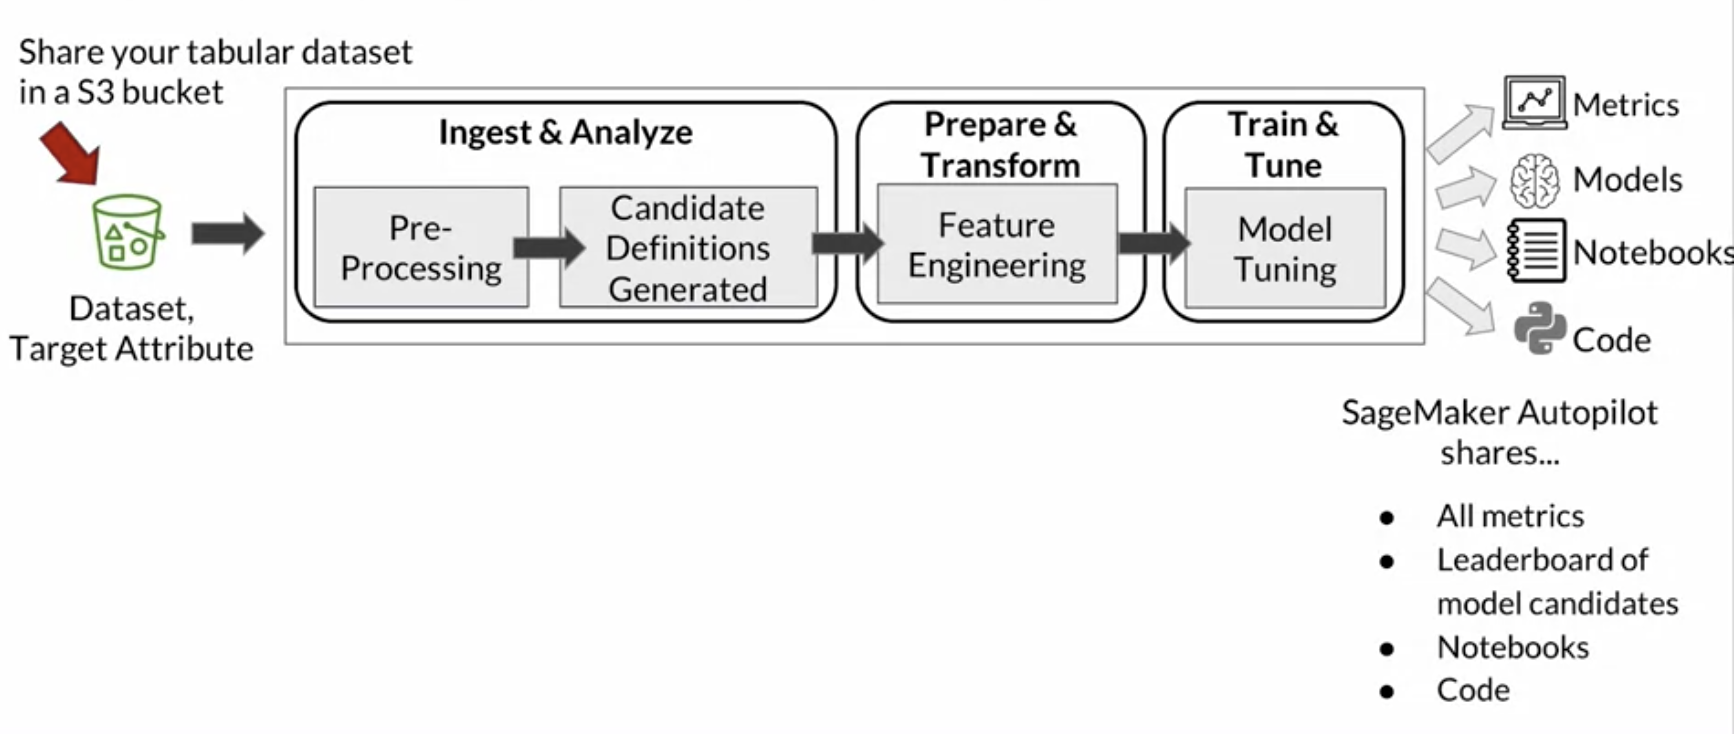 Share your tabular dataset
in a S3 bucket
Dataset,
Target Attribute
Ingest & Analyze
Pre-
Processing
Candidate
Definitions
Generated
Prepare &
Transform
Feature
Engineering
Train &
Tune
Model
Tuning
Metrics
Models
Notebooks
Code
SageMaker Autopilot
shares...
● All metrics
● Leaderboard of
model candidates
● Notebooks
● Code